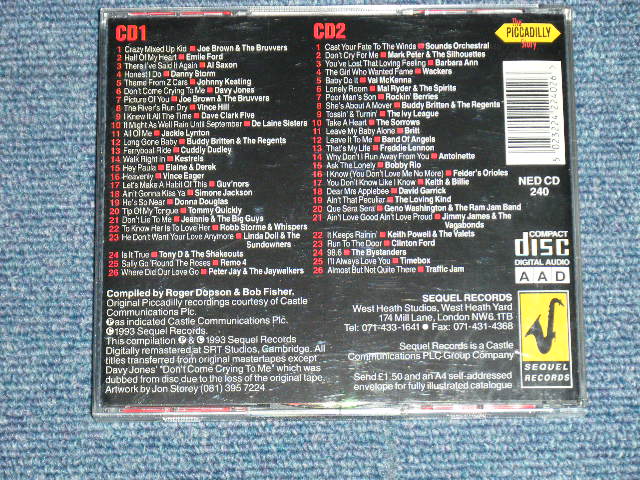 CD1
1 Crazy Mixed Up Kid ■ Joe Brown & The Bruvvers
2 Half Of My Heart ■ Emile Ford
3 There I've Said It Again ■ Al Saxon
4 Honest I Do ■ Danny Storm
5 Theme From Z Cars ■ Johnny Keating
6 Don't Come Crying To Me ■ Davy Jones
7 Picture Of You ■ Joe Brown & The Bruvvers
8 The River's Run Dry ■ Vince Hill
9 I Knew It All The Time ■ Dave Clark Five
10 It Might As Well Rain Until September ■ De Laine Sisters
11 All Of Me ■ Jackie Lynton
12 Long Gone Baby ■ Buddy Britten & The Regents
13 Ferryboat Ride ■ Cuddly Dudley
14 Walk Right In ■ Kestrels
15 Hey Paula ■ Elaine & Derek
16 Heavenly ■ Vince Eager
17 Let's Make A Habit Of This ■ Guv'nors
18 Ain't Gonna Kiss Ya ■ Simone Jackson
19 He's So Near ■ Donna Douglas
20 Tip Of My Tongue ■ Tommy Quickly
21 Don't Lie To Me ■ Jeannie & The Big Guys
22 To Know Her Is To Love Her ■ Robb Storme & Whispers
23 He Don't Want Your Love Anymore ■ Linda Doll & The Sundowners
24 Is It True ■ Tony D & The Shakeouts
25 Sally Go 'Round The Roses ■ Remo 4
26 Where Did Our Love Go ■ Peter Jay & The Jaywalkers
Compiled by Roger Dopson & Bob Fisher.
Original Piccadilly recordings courtesy of Castle
Communications Plc.
Ⓟ as indicated Castle Communications Plc.
© 1993 Sequel Records.
This compilation Ⓟ & © 1993 Sequel Records
Digitally remastered at SRT Studios, Cambridge. All
titles transferred from original mastertapes except
Davy Jones' "Don't Come Crying To Me" which was
dubbed from disc due to the loss of the original tape.
Artwork by Jon Storey (081) 395 7224
CD2
1 Cast Your Fate To The Winds ■ Sounds Orchestral
2 Don't Cry For Me ■ Mark Peter & The Silhouettes
3 You've Lost That Loving Feeling ■ Barbara Ann
4 The Girl Who Wanted Fame ■ Wackers
5 Baby Do It ■ Val McKenna
6 Lonely Room ■ Mal Ryder & The Spirits
7 Poor Man's Son ■ Rockin' Berries
8 She's About A Mover ■ Buddy Britten & The Regents
9 Tossin' & Turnin' ■ The Ivy League
10 Take A Heart ■ The Sorrows
11 Leave My Baby Alone ■ Britt
12 Leave It To Me ■ Band Of Angels
13 That's My Life ■ Freddie Lennon
14 Why Don't I Run Away From You ■ Antoinette
15 Ask The Lonely ■ Bobby Rio
16 I Know (You Don't Love Me No More) ■ Felder's Orioles
17 You Don't Know Like I Know ■ Keith & Billie
18 Dear Mrs Applebee ■ David Garrick
19 Ain't That Peculiar ■ The Loving Kind
20 Que Sera Sera ■ Geno Washington & The Ram Jam Band
21 Ain't Love Good Ain't Love Proud ■ Jimmy James & The Vagabonds
22 It Keeps Rainin' ■ Keith Powell & The Valets
23 Run To The Door ■ Clinton Ford
24 98.6 ■ The Bystanders
25 I'll Always Love You ■ Timebox
26 Almost But Not Quite There ■ Traffic Jam
SEQUEL RECORDS
West Heath Studios, West Heath Yard
174 Mill Lane, London NW6.1TB
Tel: 071-433-1641 ● Fax: 071-431-4368
Sequel Records is a Castle
Communications PLC Group Company
Send £1.50 and an A4 self-addressed
envelope for fully illustrated catalogue
The
PICCADILLY
Story
5 023224 224026
NED CD
240
COMPACT
disc
DIGITAL AUDIO
A A D
SEQUEL
RECORDS